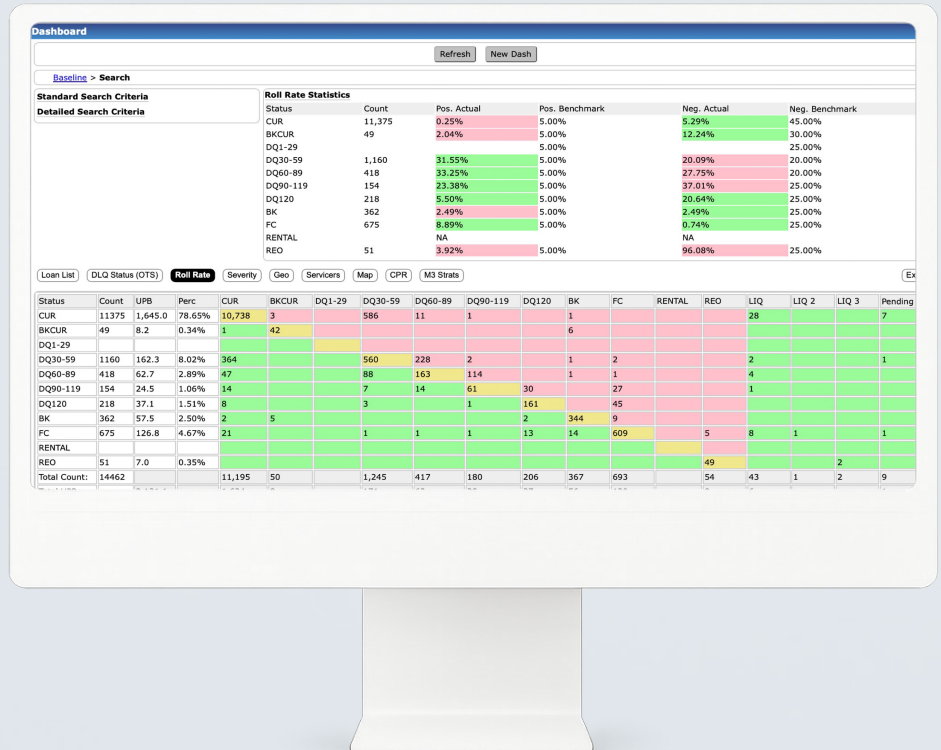 Dashboard
Refresh New Dash
Baseline > Search
Standard Search Criteria
Detailed Search Criteria
Roll Rate Statistics
Status Count Pos. Actual Pos. Benchmark Neg. Actual Neg. Benchmark
CUR 11,375 0.25% 5.00% 5.29% 45.00%
BKCUR 49 2.04% 5.00% 12.24% 30.00%
DQ1-29 5.00% 25.00%
DQ30-59 1,160 31.55% 5.00% 20.09% 20.00%
DQ60-89 418 33.25% 5.00% 27.75% 20.00%
DQ90-119 154 23.38% 5.00% 37.01% 25.00%
DQ120 218 5.50% 5.00% 20.64% 25.00%
BK 362 2.49% 5.00% 2.49% 25.00%
FC 675 8.89% 5.00% 0.74% 25.00%
RENTAL NA NA
REO 51 3.92% 5.00% 96.08% 25.00%
Loan List DLQ Status (OTS) Roll Rate Severity Geo Servicers Map CPR M3 Strats Ex
Status Count UPB Perc CUR BKCUR DQ1-29 DQ30-59 DQ60-89 DQ90-119 DQ120 BK FC RENTAL REO LIQ LIQ 2 LIQ 3 Pending
CUR 11375 1,645.0 78.65% 10,738 3 586 11 1 1 28 7
BKCUR 49 8.2 0.34% 1 42 6
DQ1-29
DQ30-59 1160 162.3 8.02% 364 560 228 2 1 2 2 1
DQ60-89 418 62.7 2.89% 47 88 163 114 1 1 4
DQ90-119 154 24.5 1.06% 14 7 14 61 30 27 1
DQ120 218 37.1 1.51% 8 3 1 161 45
BK 362 57.5 2.50% 2 5 2 344 9
FC 675 126.8 4.67% 21 1 1 1 13 14 609 5 8 1 1
RENTAL
REO 51 7.0 0.35% 49 2
Total Count: 14462 11,195 50 1,245 417 180 206 367 693 54 43 1 2 9